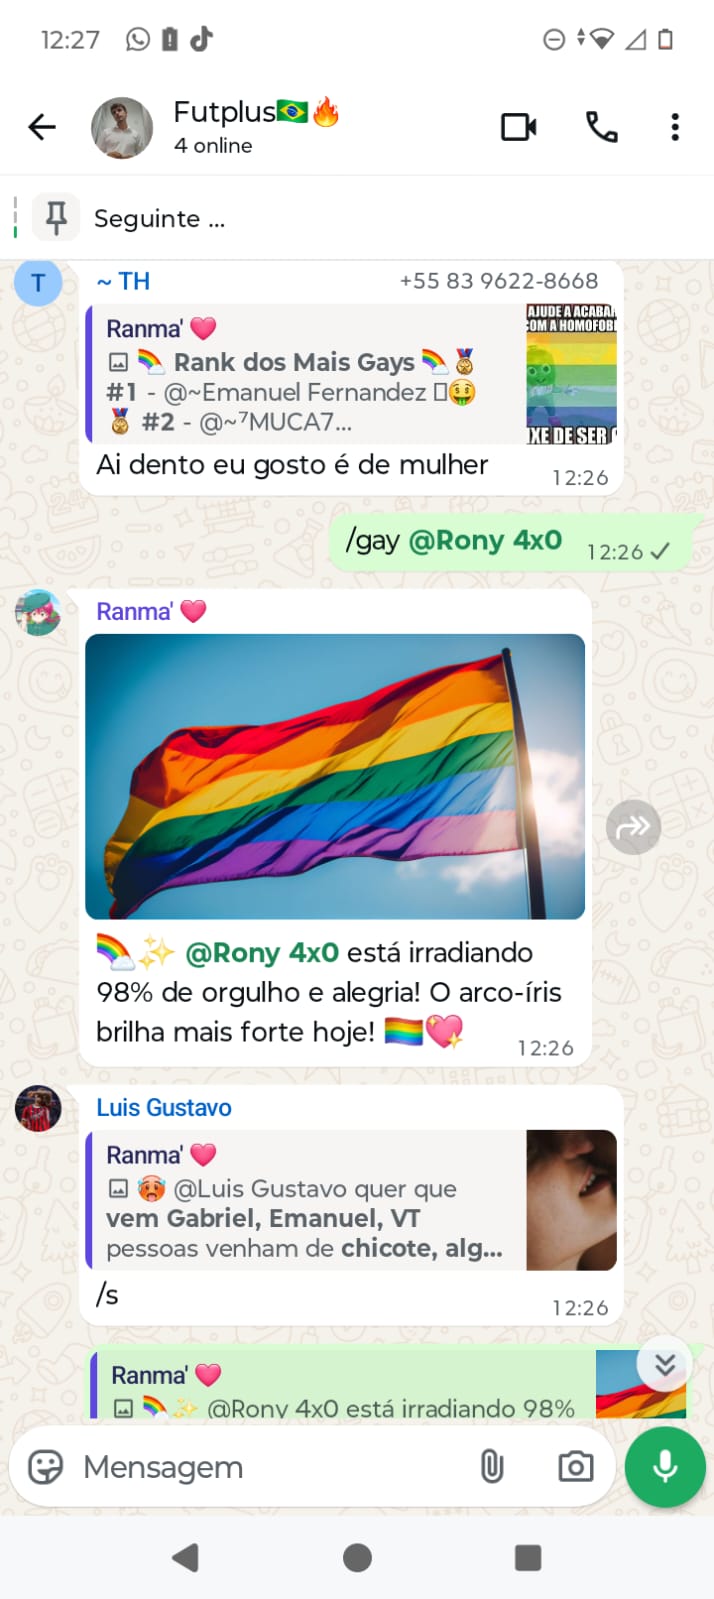 12:27
Futplus🇧🇷🔥
4 online
Seguinte ...
T
~ TH +55 83 9622-8668
Ranma' 🩷
🌈 Rank dos Mais Gays 🌈🏅
#1 - @~Emanuel Fernandez 🤑
🏅 #2 - @~⁷MUCA7...
AJUDE A ACABA
COM A HOMOFOB
IXE DE SER
Ai dento eu gosto é de mulher 12:26
/gay @Rony 4x0 12:26
Ranma' 🩷
🌈✨ @Rony 4x0 está irradiando
98% de orgulho e alegria! O arco-íris
brilha mais forte hoje! 🏳️‍🌈💖 12:26
Luis Gustavo
Ranma' 🩷
🥵 @Luis Gustavo quer que
vem Gabriel, Emanuel, VT
pessoas venham de chicote, alg...
/s 12:26
Ranma' 🩷
🌈✨ @Rony 4x0 está irradiando 98%
Mensagem